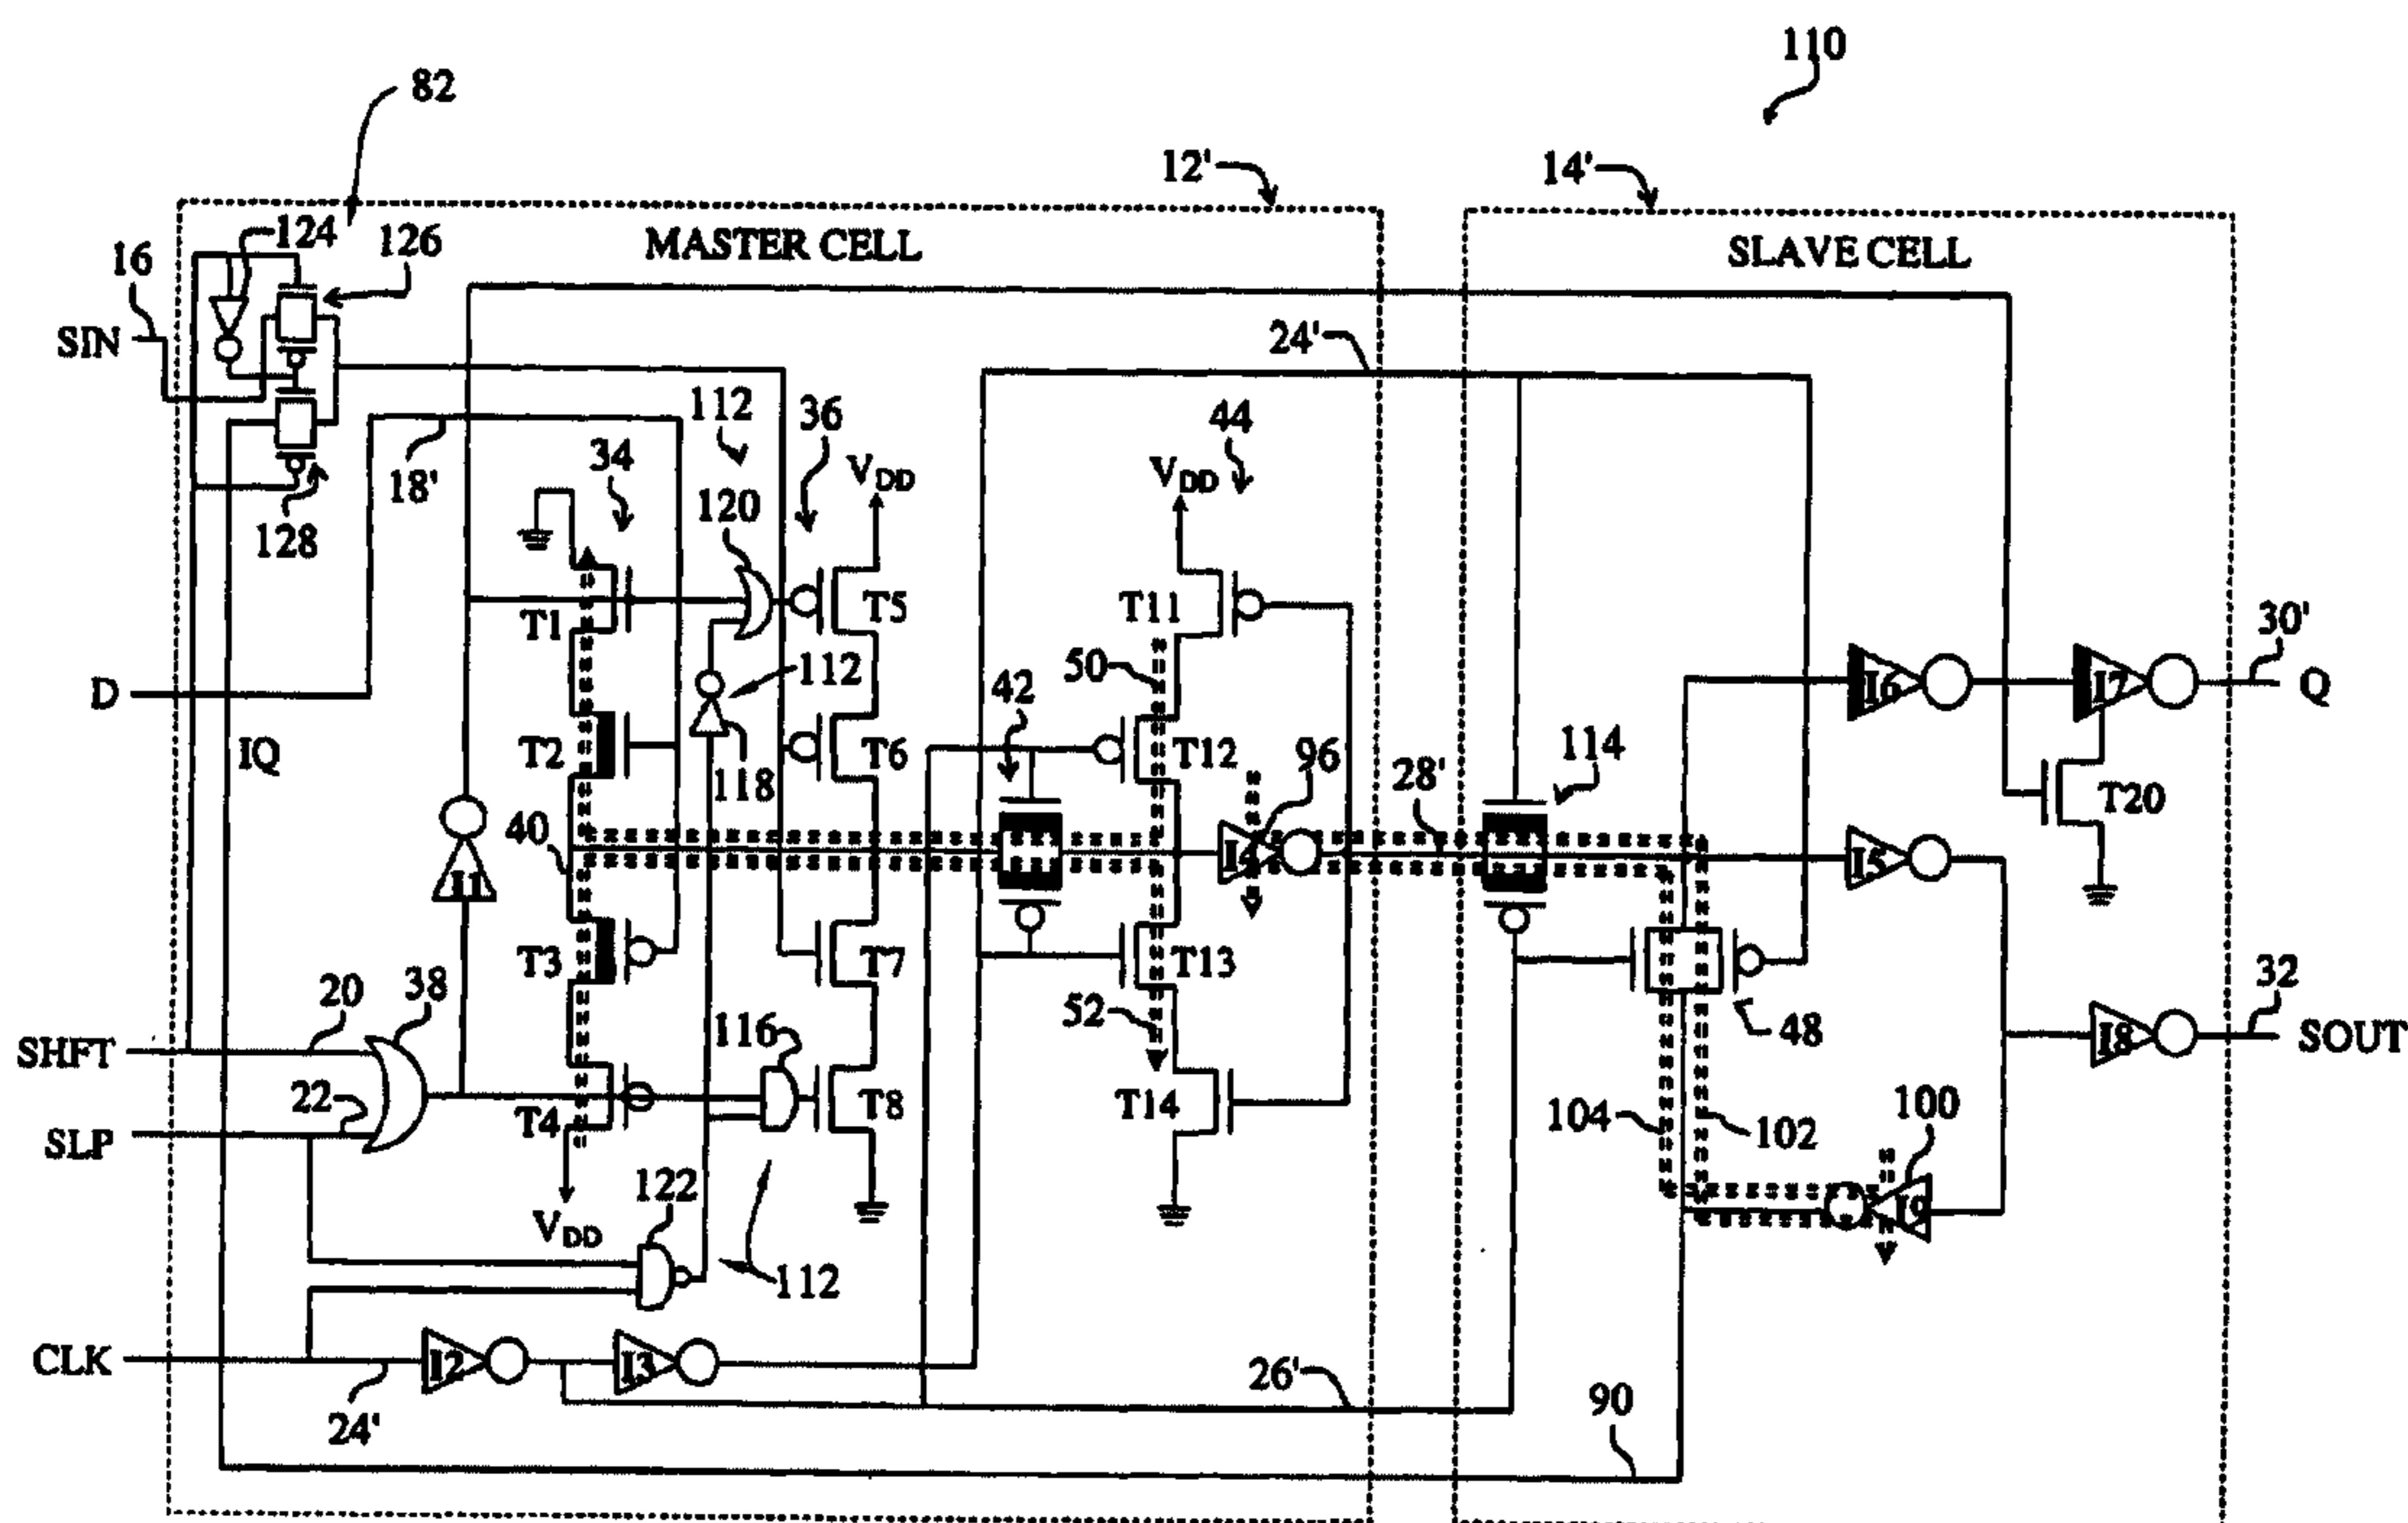 110
82
12'
14'
124
126
MASTER CELL
SLAVE CELL
16
SIN
24'
112
36
44
34
18'
128
120
V_DD
V_DD
T1
T5
T11
30'
D
112
50
42
I6
I7
Q
IQ
T2
118
T6
T12
96
28'
114
T20
40
I1
I4
I5
T3
T7
T13
20
38
116
52
48
32
SHFT
22
T4
T8
T14
104
102
100
I8
SOUT
SLP
V_DD
122
I9
112
CLK
I2
I3
24'
26'
90